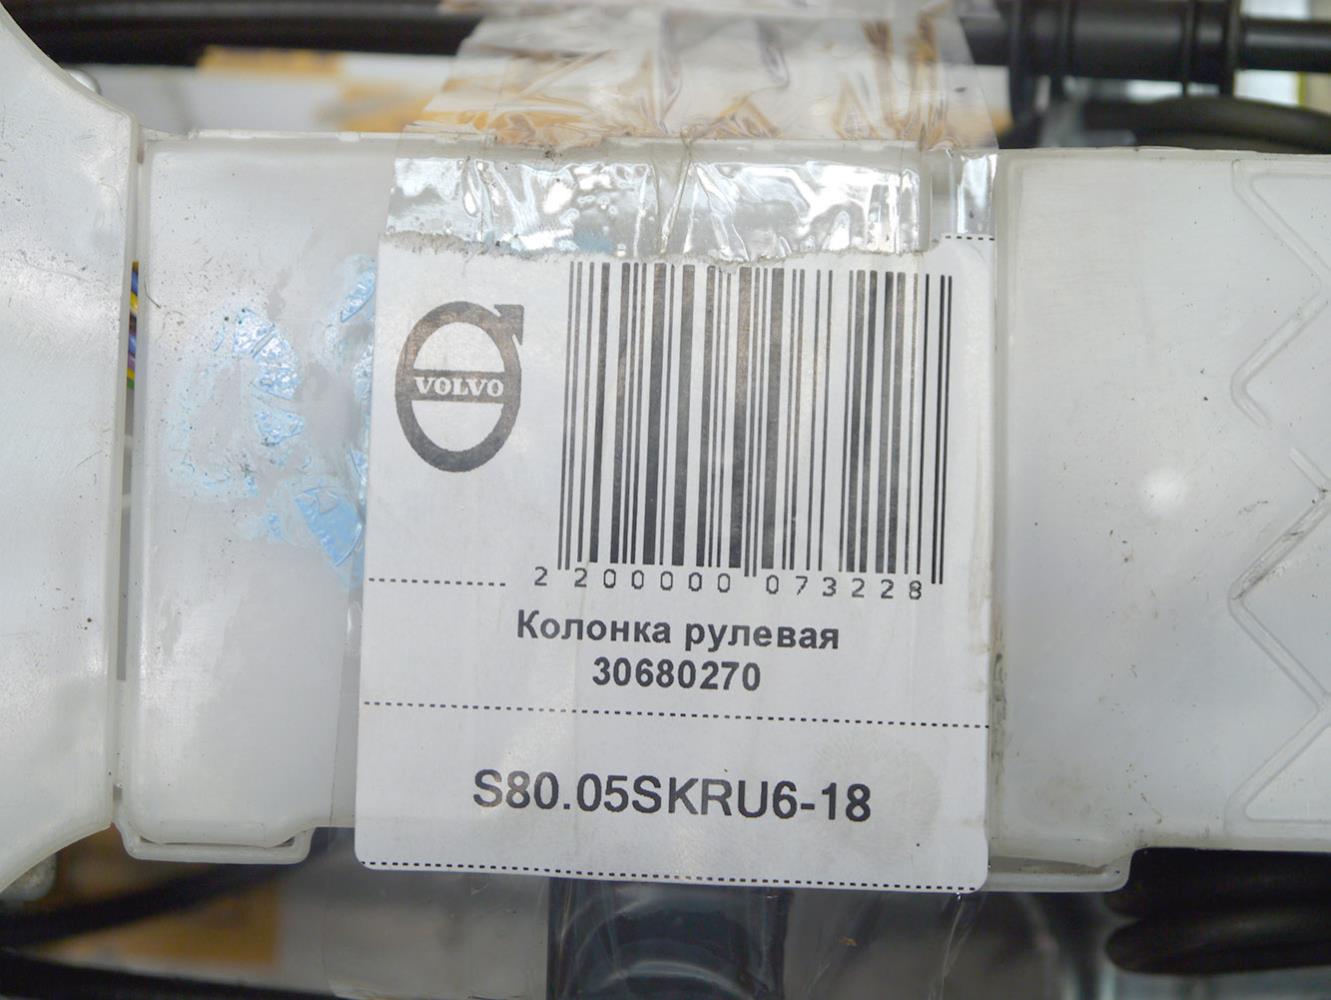 VOLVO
2 200000 073228
Колонка рулевая
30680270
S80.05SKRU6-18